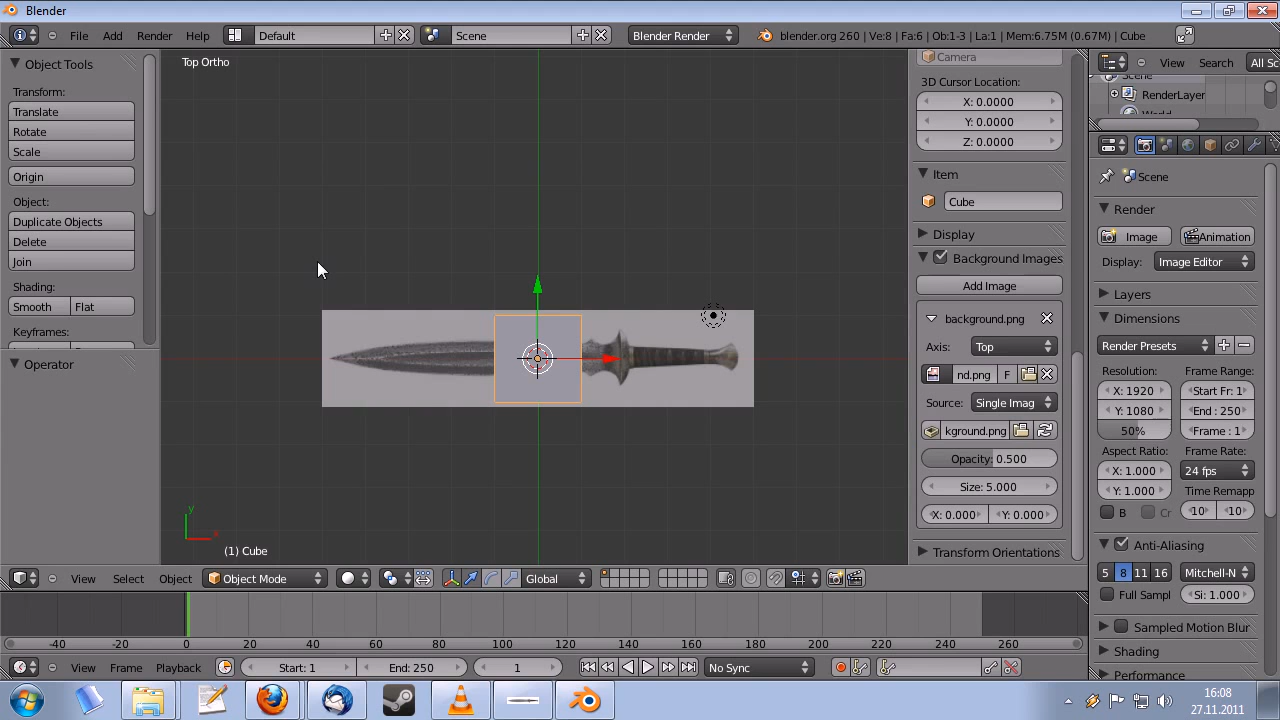 Blender
File Add Render Help Default Scene Blender Render blender.org 260 | Ve:8 | Fa:6 | Ob:1-3 | La:1 | Mem:6.75M (0.67M) | Cube
Object Tools
Transform:
Translate
Rotate
Scale
Origin
Object:
Duplicate Objects
Delete
Join
Shading:
Smooth Flat
Keyframes:
Operator
Top Ortho
y
x
(1) Cube
Camera
3D Cursor Location:
X: 0.0000
Y: 0.0000
Z: 0.0000
Item
Cube
Display
Background Images
Add Image
background.png
Axis: Top
nd.png F
Source: Single Imag
kground.png
Opacity: 0.500
Size: 5.000
X: 0.000 Y: 0.000
Transform Orientations
View Search All Sc
Scene
RenderLayer
World
Scene
Render
Image Animation
Display: Image Editor
Layers
Dimensions
Render Presets
Resolution: Frame Range:
X: 1920 Start Fr: 1
Y: 1080 End : 250
50% Frame : 1
Aspect Ratio: Frame Rate:
X: 1.000 24 fps
Y: 1.000 Time Remapp
B Cr 10 10
Anti-Aliasing
5 8 11 16 Mitchell-N
Full Sampl Si: 1.000
Sampled Motion Blur
Shading
Performance
View Select Object Object Mode Global
-40 -20 0 20 40 60 80 100 120 140 160 180 200 220 240 260
View Frame Playback Start: 1 End: 250 1 No Sync
16:08
27.11.2011